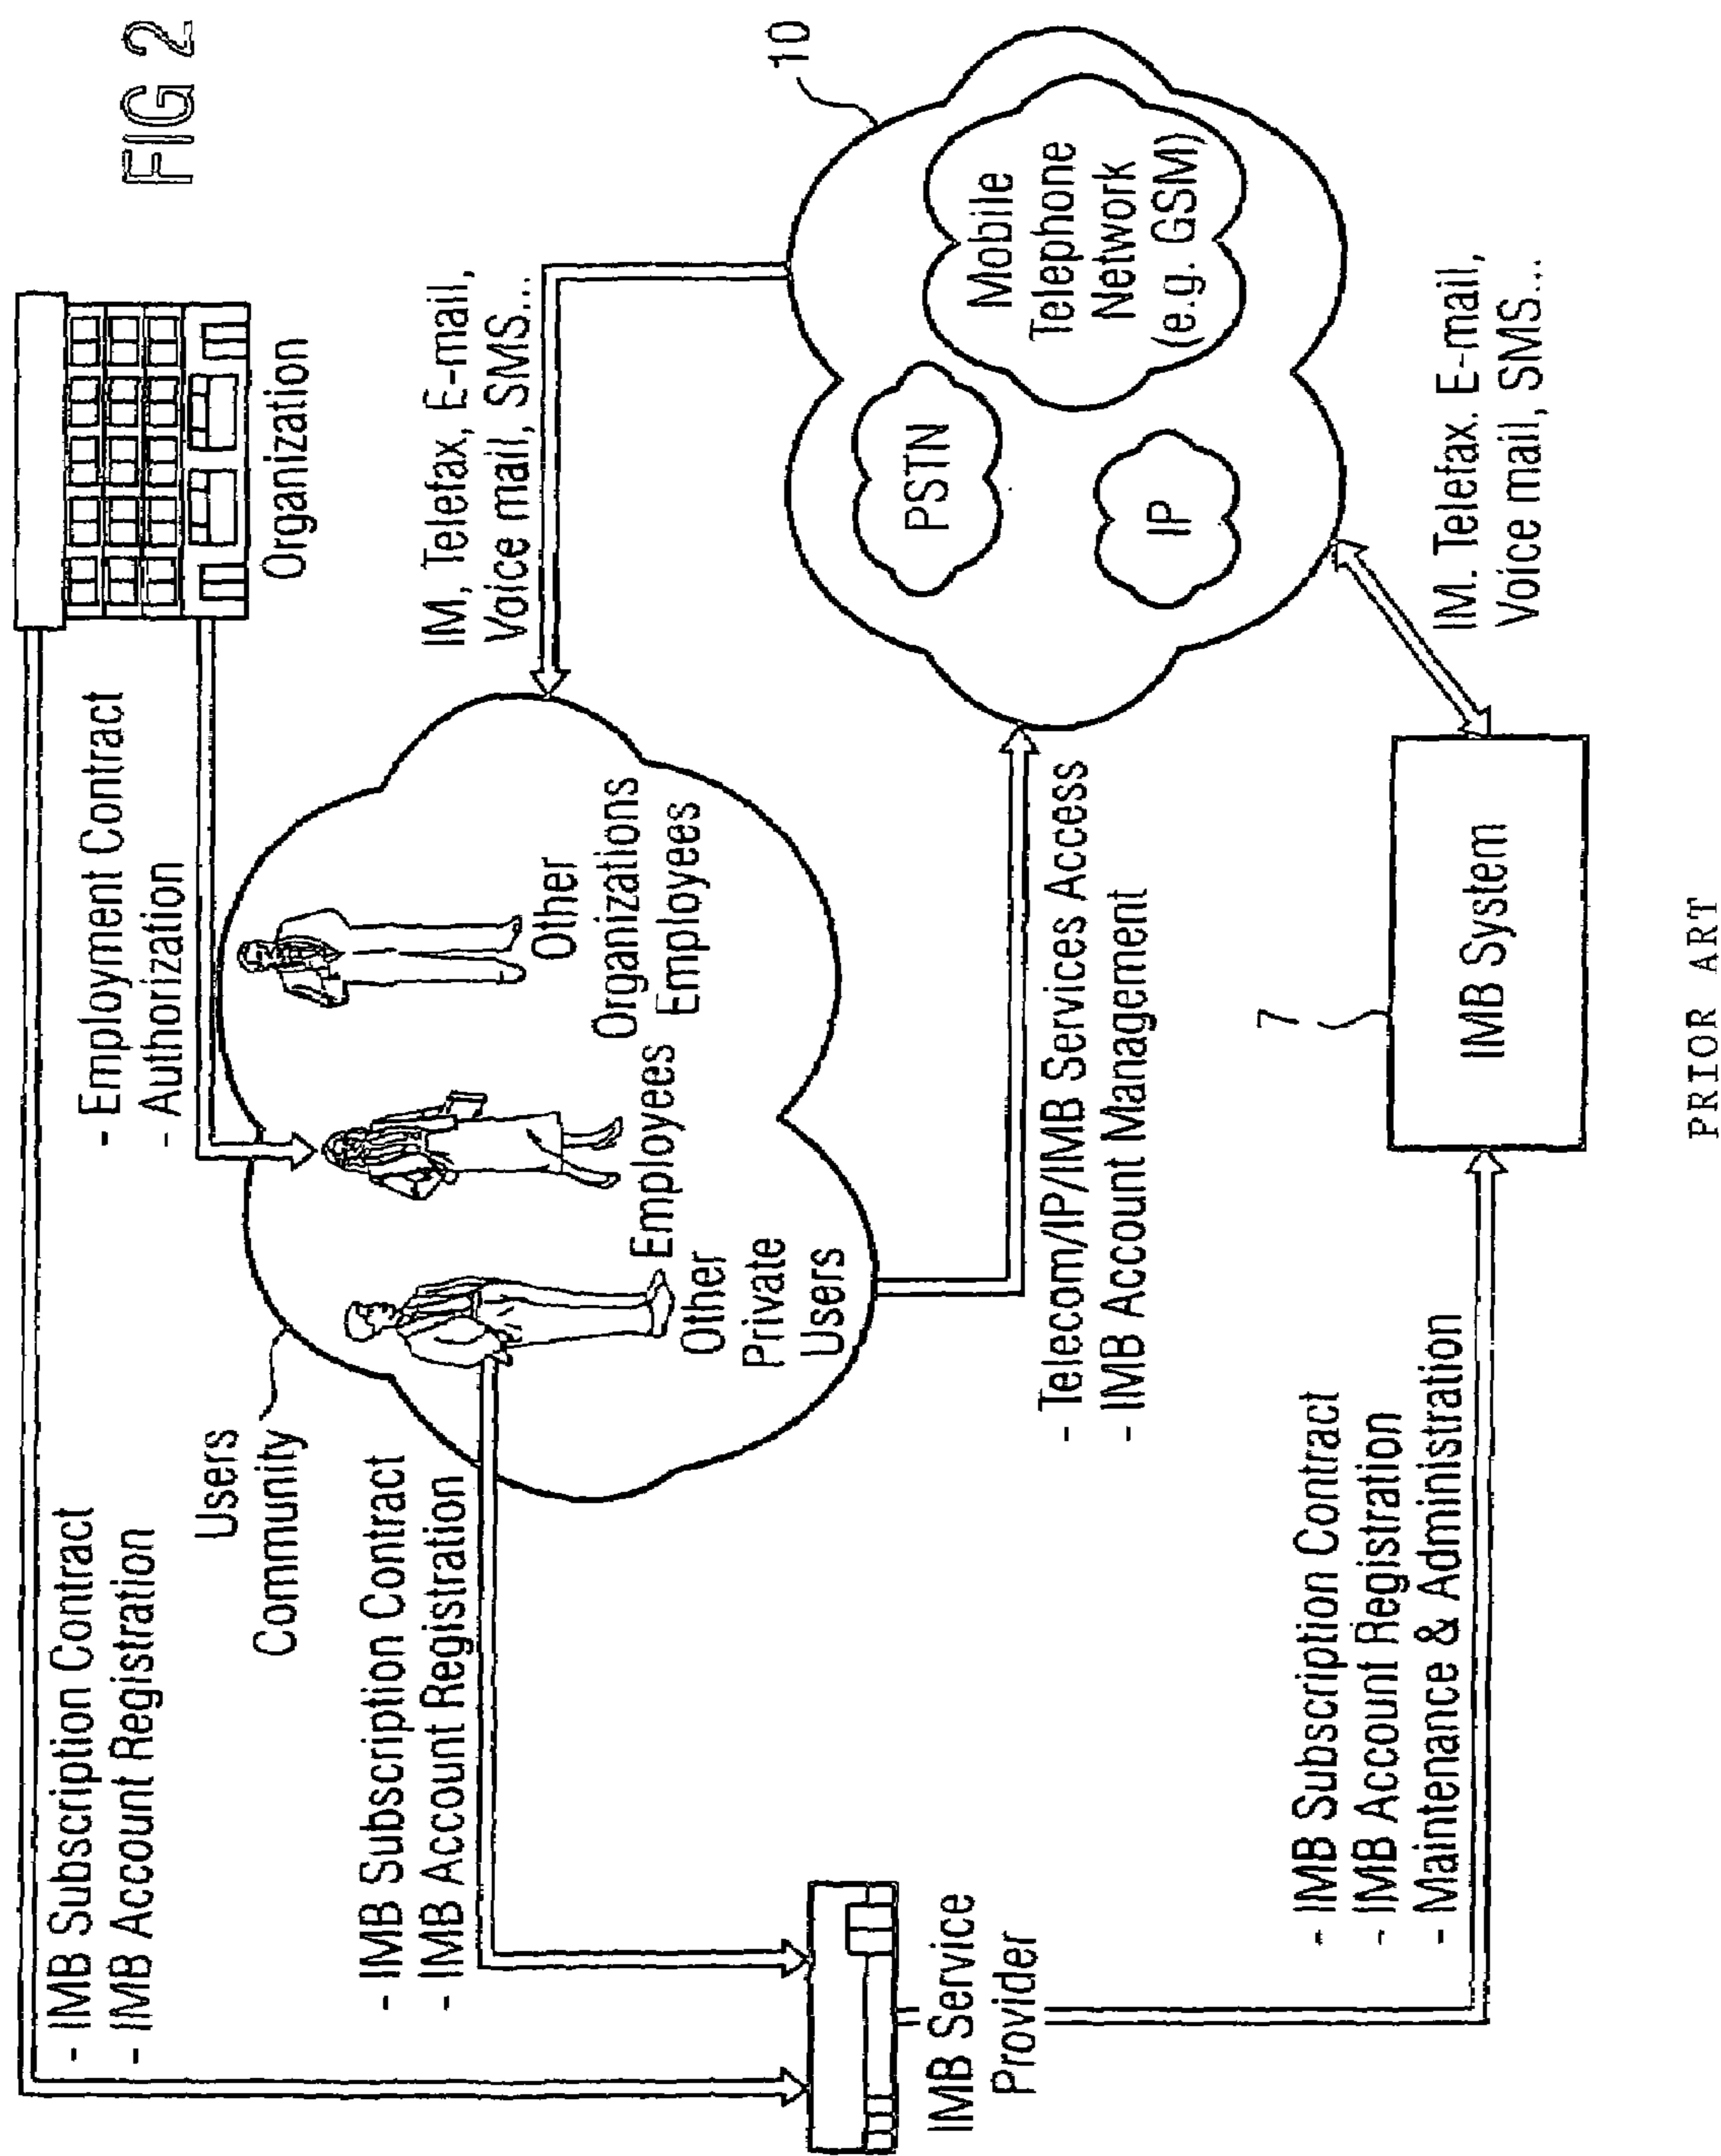 FIG 2
- IMB Subscription Contract
- IMB Account Registration
- Employment Contract
- Authorization
Organization
Users
Community
- IMB Subscription Contract
- IMB Account Registration
Other
Private
Users
Employees
Other
Organizations
Employees
IM, Telefax, E-mail,
Voice mail, SMS...
10
PSTN
IP
Mobile
Telephone
Network
(e.g. GSM)
- Telecom/IP/IMB Services Access
- IMB Account Management
IMB Service
Provider
- IMB Subscription Contract
- IMB Account Registration
- Maintenance & Administration
7
IMB System
IM. Telefax. E-mail,
Voice mail, SMS...
PRIOR ART